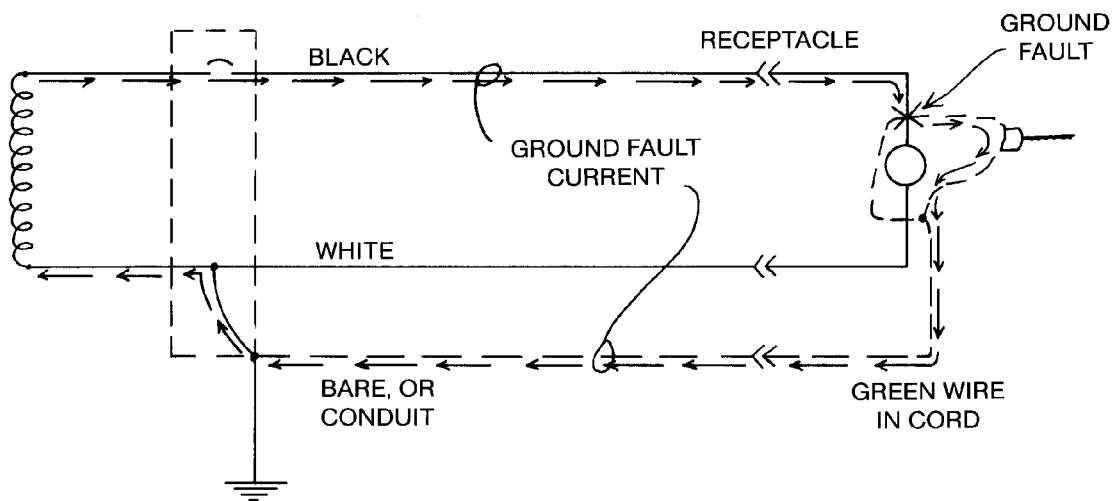 GROUND
FAULT
RECEPTACLE
BLACK
GROUND FAULT
CURRENT
WHITE
BARE, OR
CONDUIT
GREEN WIRE
IN CORD